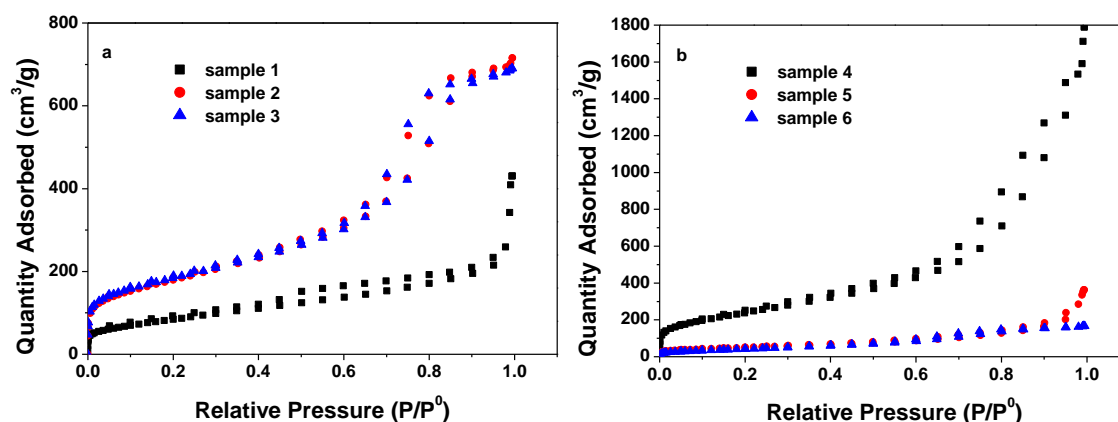 a
sample 1
sample 2
sample 3
Quantity Adsorbed (cm³/g)
800
600
400
200
0
0.0 0.2 0.4 0.6 0.8 1.0
Relative Pressure (P/P⁰)
b
sample 4
sample 5
sample 6
Quantity Adsorbed (cm³/g)
1800
1600
1400
1200
1000
800
600
400
200
0
0.0 0.2 0.4 0.6 0.8 1.0
Relative Pressure (P/P⁰)